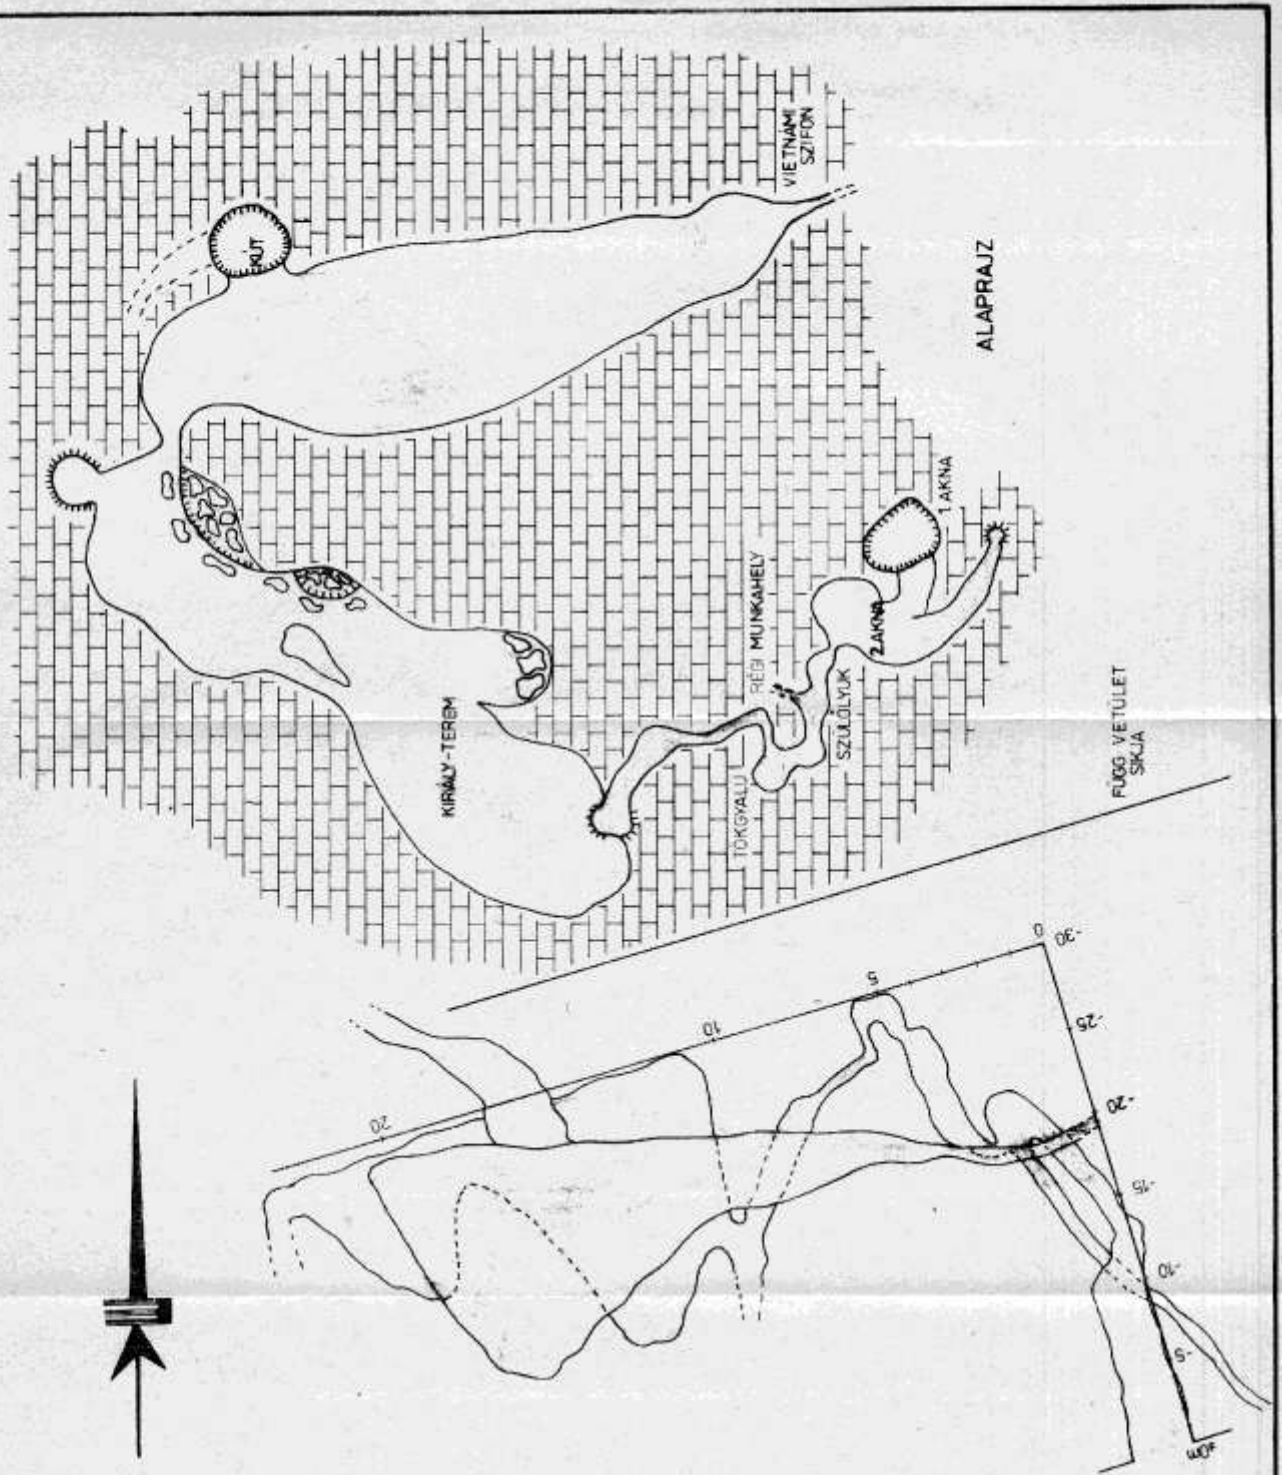 VIETNAMI
SZIFON
KÚT
ALAPRAJZ
1. AKNA
RÉGI MUNKAHELY
2.AKNA
SZÜLŐLYUK
KIRÁLY-TEREM
TÖKGYALU
FÜGG VETÜLET
SÍKJA
0
5
10
20
-30
-25
-20
-15
-10
-5
±0m